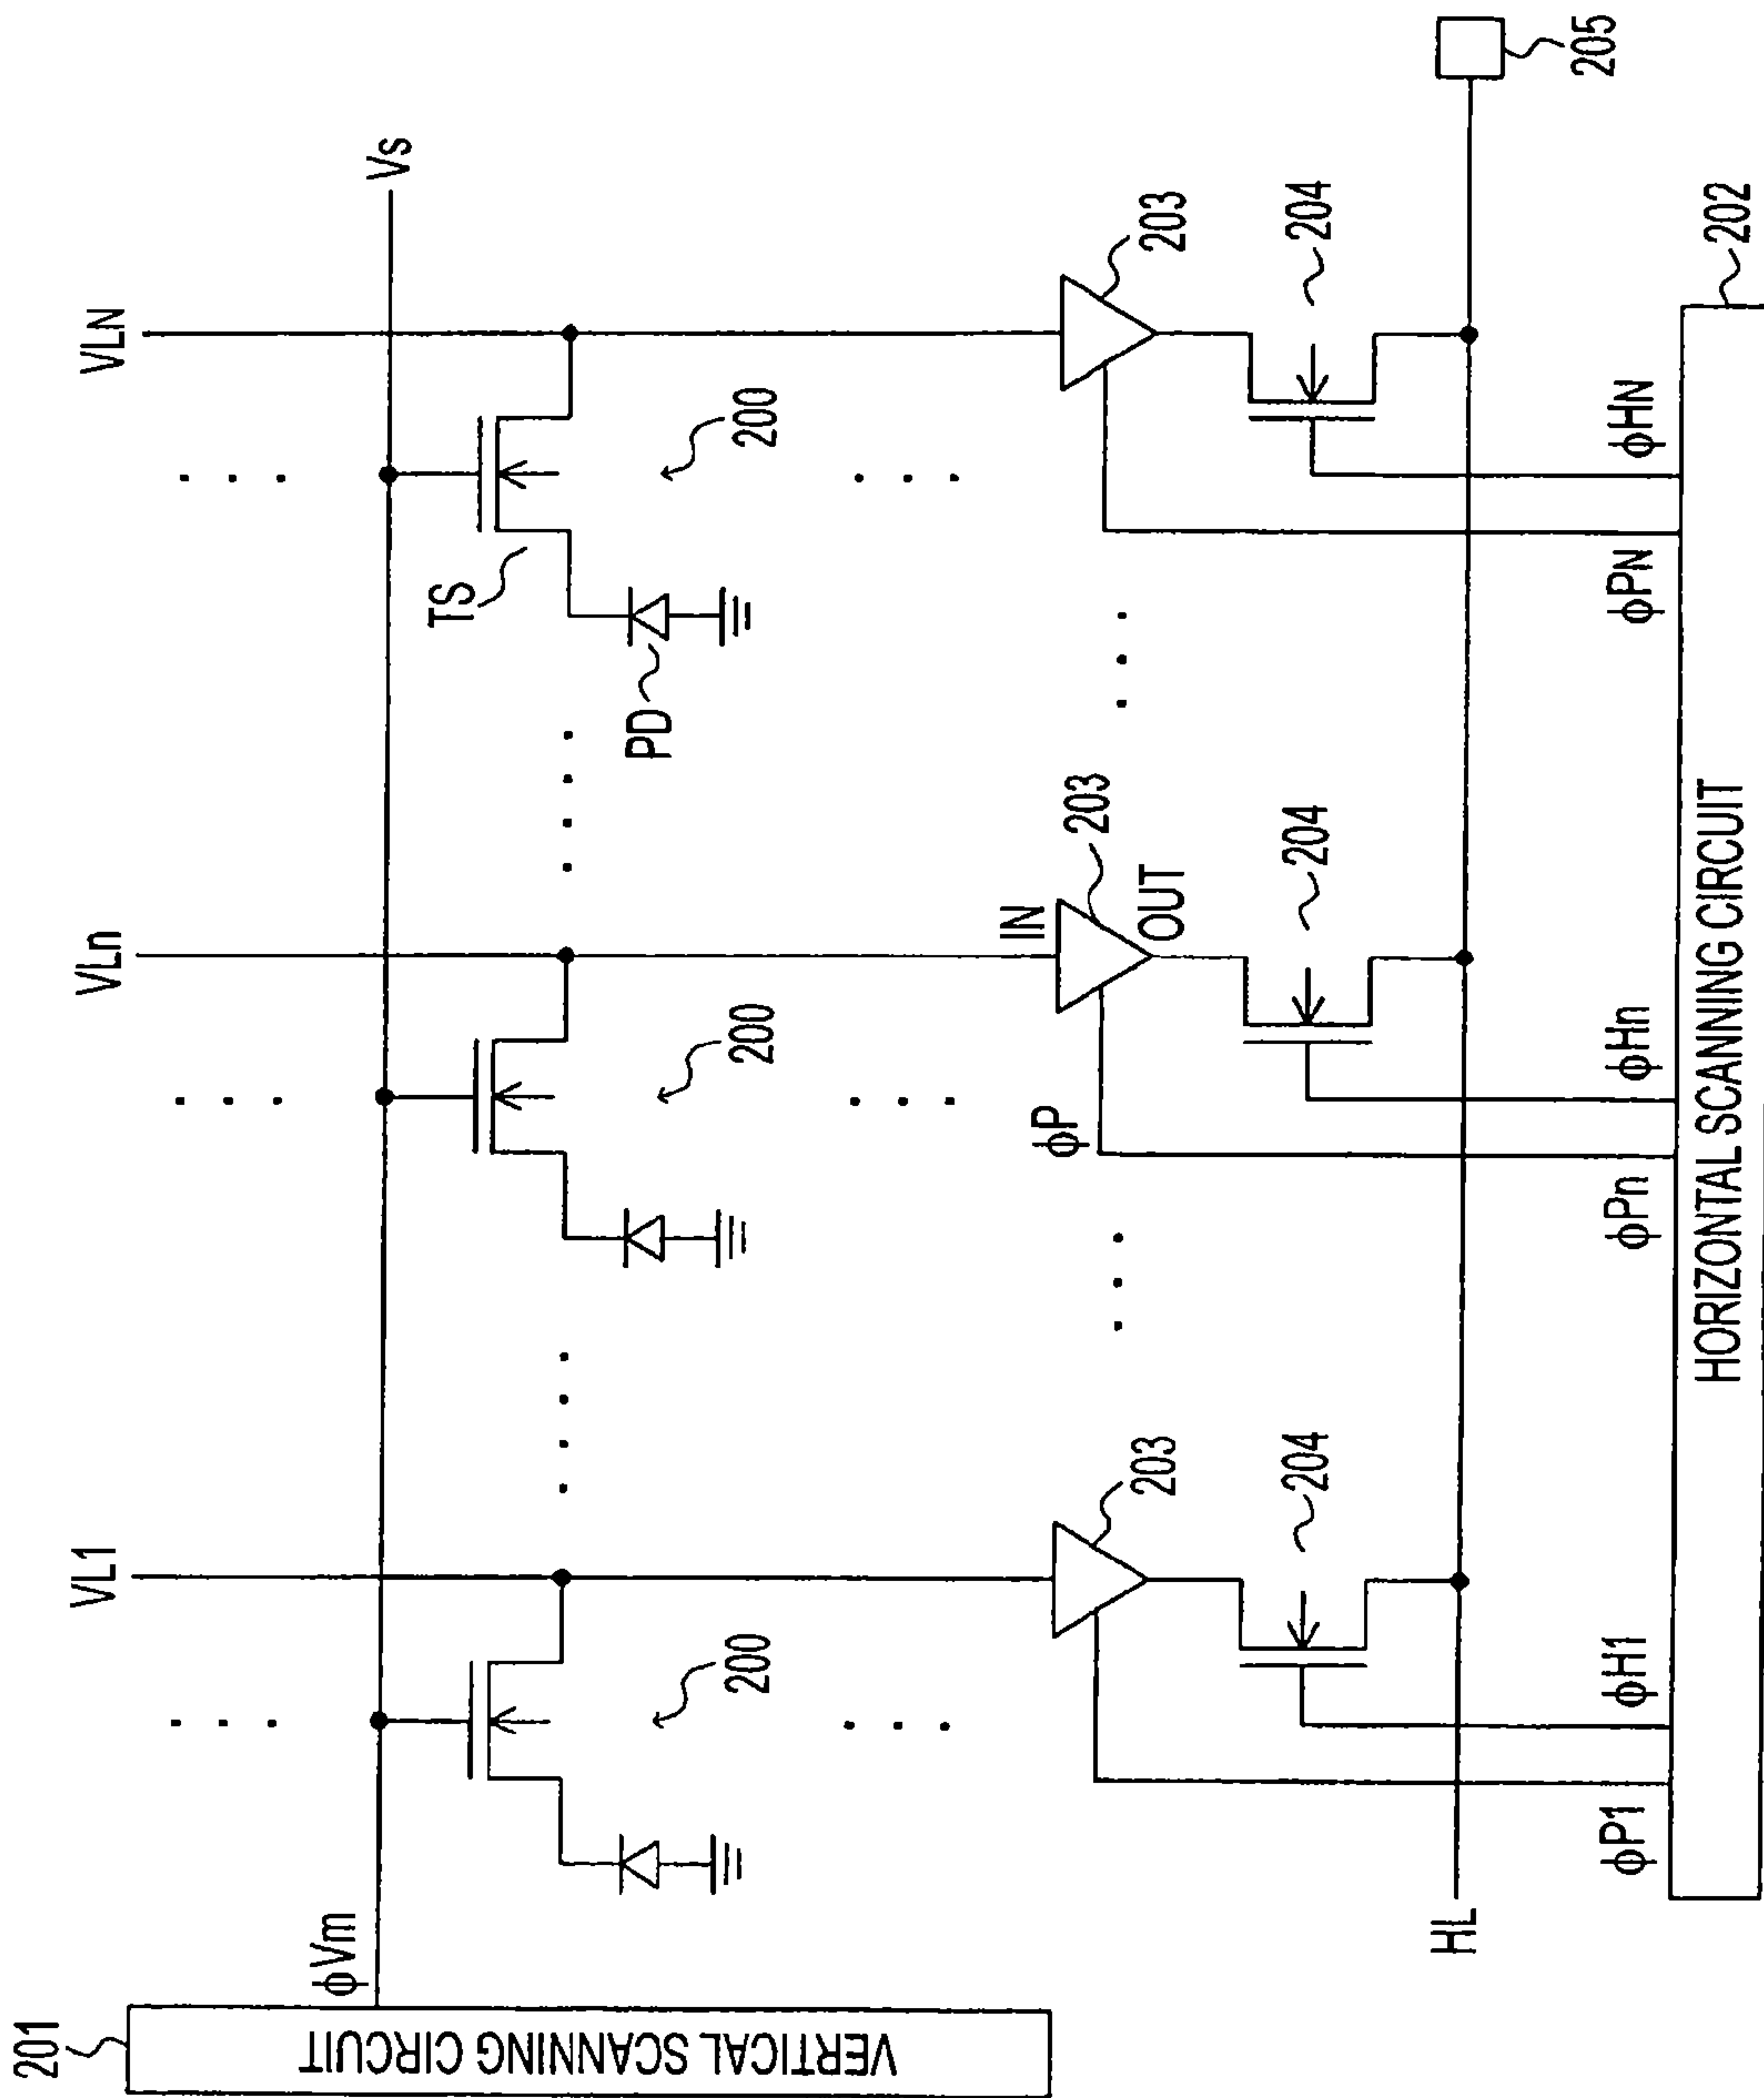 201
VERTICAL SCANNING CIRCUIT
ϕVm
VL1
VLn
VLN
Vs
200
200
200
TS
PD
IN
OUT
ϕP
203
203
203
204
204
204
HL
205
ϕP1
ϕH1
ϕPn
ϕHn
ϕPN
ϕHN
HORIZONTAL SCANNING CIRCUIT
202